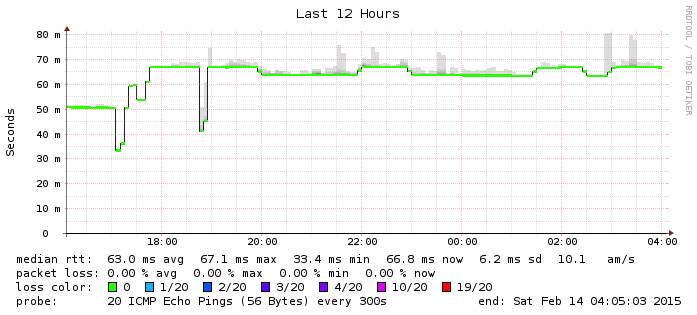 Last 12 Hours
RRDTOOL / TOBI OETIKER
Seconds
80 m
70 m
60 m
50 m
40 m
30 m
20 m
10 m
0
18:00 20:00 22:00 00:00 02:00 04:00
median rtt: 63.0 ms avg 67.1 ms max 33.4 ms min 66.8 ms now 6.2 ms sd 10.1 am/s
packet loss: 0.00 % avg 0.00 % max 0.00 % min 0.00 % now
loss color: 0 1/20 2/20 3/20 4/20 10/20 19/20
probe: 20 ICMP Echo Pings (56 Bytes) every 300s end: Sat Feb 14 04:05:03 2015